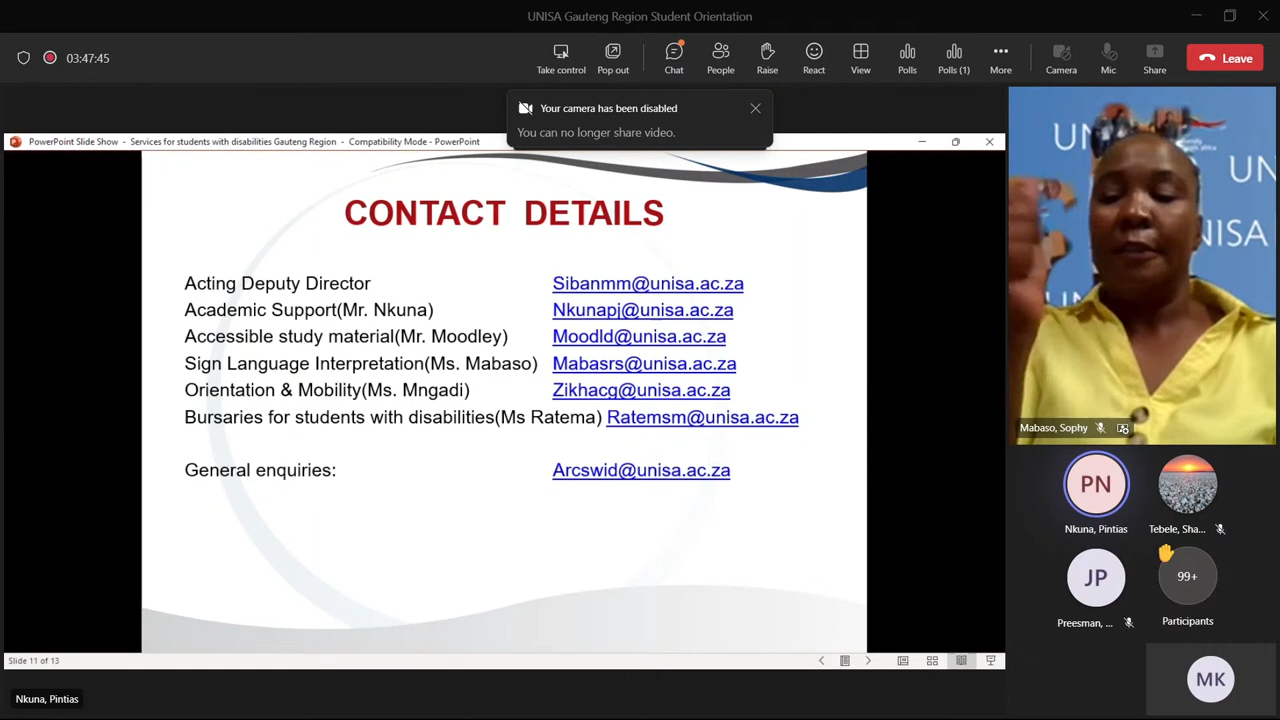 UNISA Gauteng Region Student Orientation
03:47:45
Take control
Pop out
Chat
People
Raise
React
View
Polls
Polls (1)
More
Camera
Mic
Share
Leave
Your camera has been disabled
You can no longer share video.
PowerPoint Slide Show - Services for students with disabilities Gauteng Region - Compatibility Mode - PowerPoint
CONTACT DETAILS
Acting Deputy Director Sibanmm@unisa.ac.za
Academic Support(Mr. Nkuna) Nkunapj@unisa.ac.za
Accessible study material(Mr. Moodley) Moodld@unisa.ac.za
Sign Language Interpretation(Ms. Mabaso) Mabasrs@unisa.ac.za
Orientation & Mobility(Ms. Mngadi) Zikhacg@unisa.ac.za
Bursaries for students with disabilities(Ms Ratema) Ratemsm@unisa.ac.za
General enquiries: Arcswid@unisa.ac.za
Slide 11 of 13
Nkuna, Pintias
UN
UN
NISA
Mabaso, Sophy
PN
Nkuna, Pintias
Tebele, Sha...
JP
Preesman, ...
99+
Participants
MK